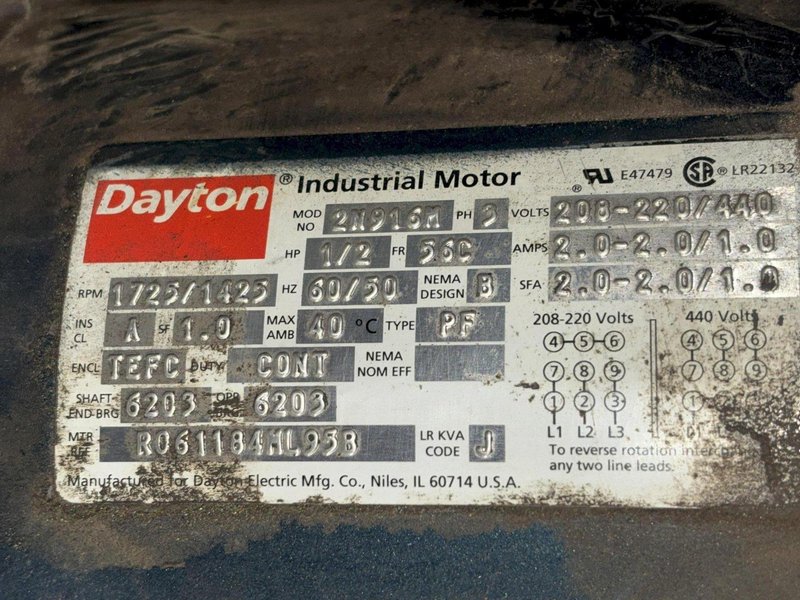 Dayton® Industrial Motor
® E47479 SA ® LR22132
MOD NO 2N916M PH 3 VOLTS 208-220/440
HP 1/2 FR 56C AMPS 2.0-2.0/1.0
RPM 1725/1425 HZ 60/50 NEMA DESIGN B SFA 2.0-2.0/1.0
INS CL A SF 1.0 MAX AMB 40 °C TYPE PF
ENCL TEFC DUTY CONT NEMA NOM EFF
SHAFT END BRG 6203 OPP BRG 6203
MTR REF R061184ML95B LR KVA CODE J
Manufactured for Dayton Electric Mfg. Co., Niles, IL 60714 U.S.A.
208-220 Volts
4 5 6
7 8 9
1 2 3
L1 L2 L3
440 Volts
4 5 6
7 8 9
1
To reverse rotation
any two line leads.